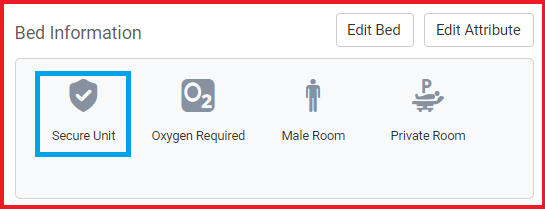 Bed Information
Edit Bed
Edit Attribute
O2
P
Secure Unit
Oxygen Required
Male Room
Private Room